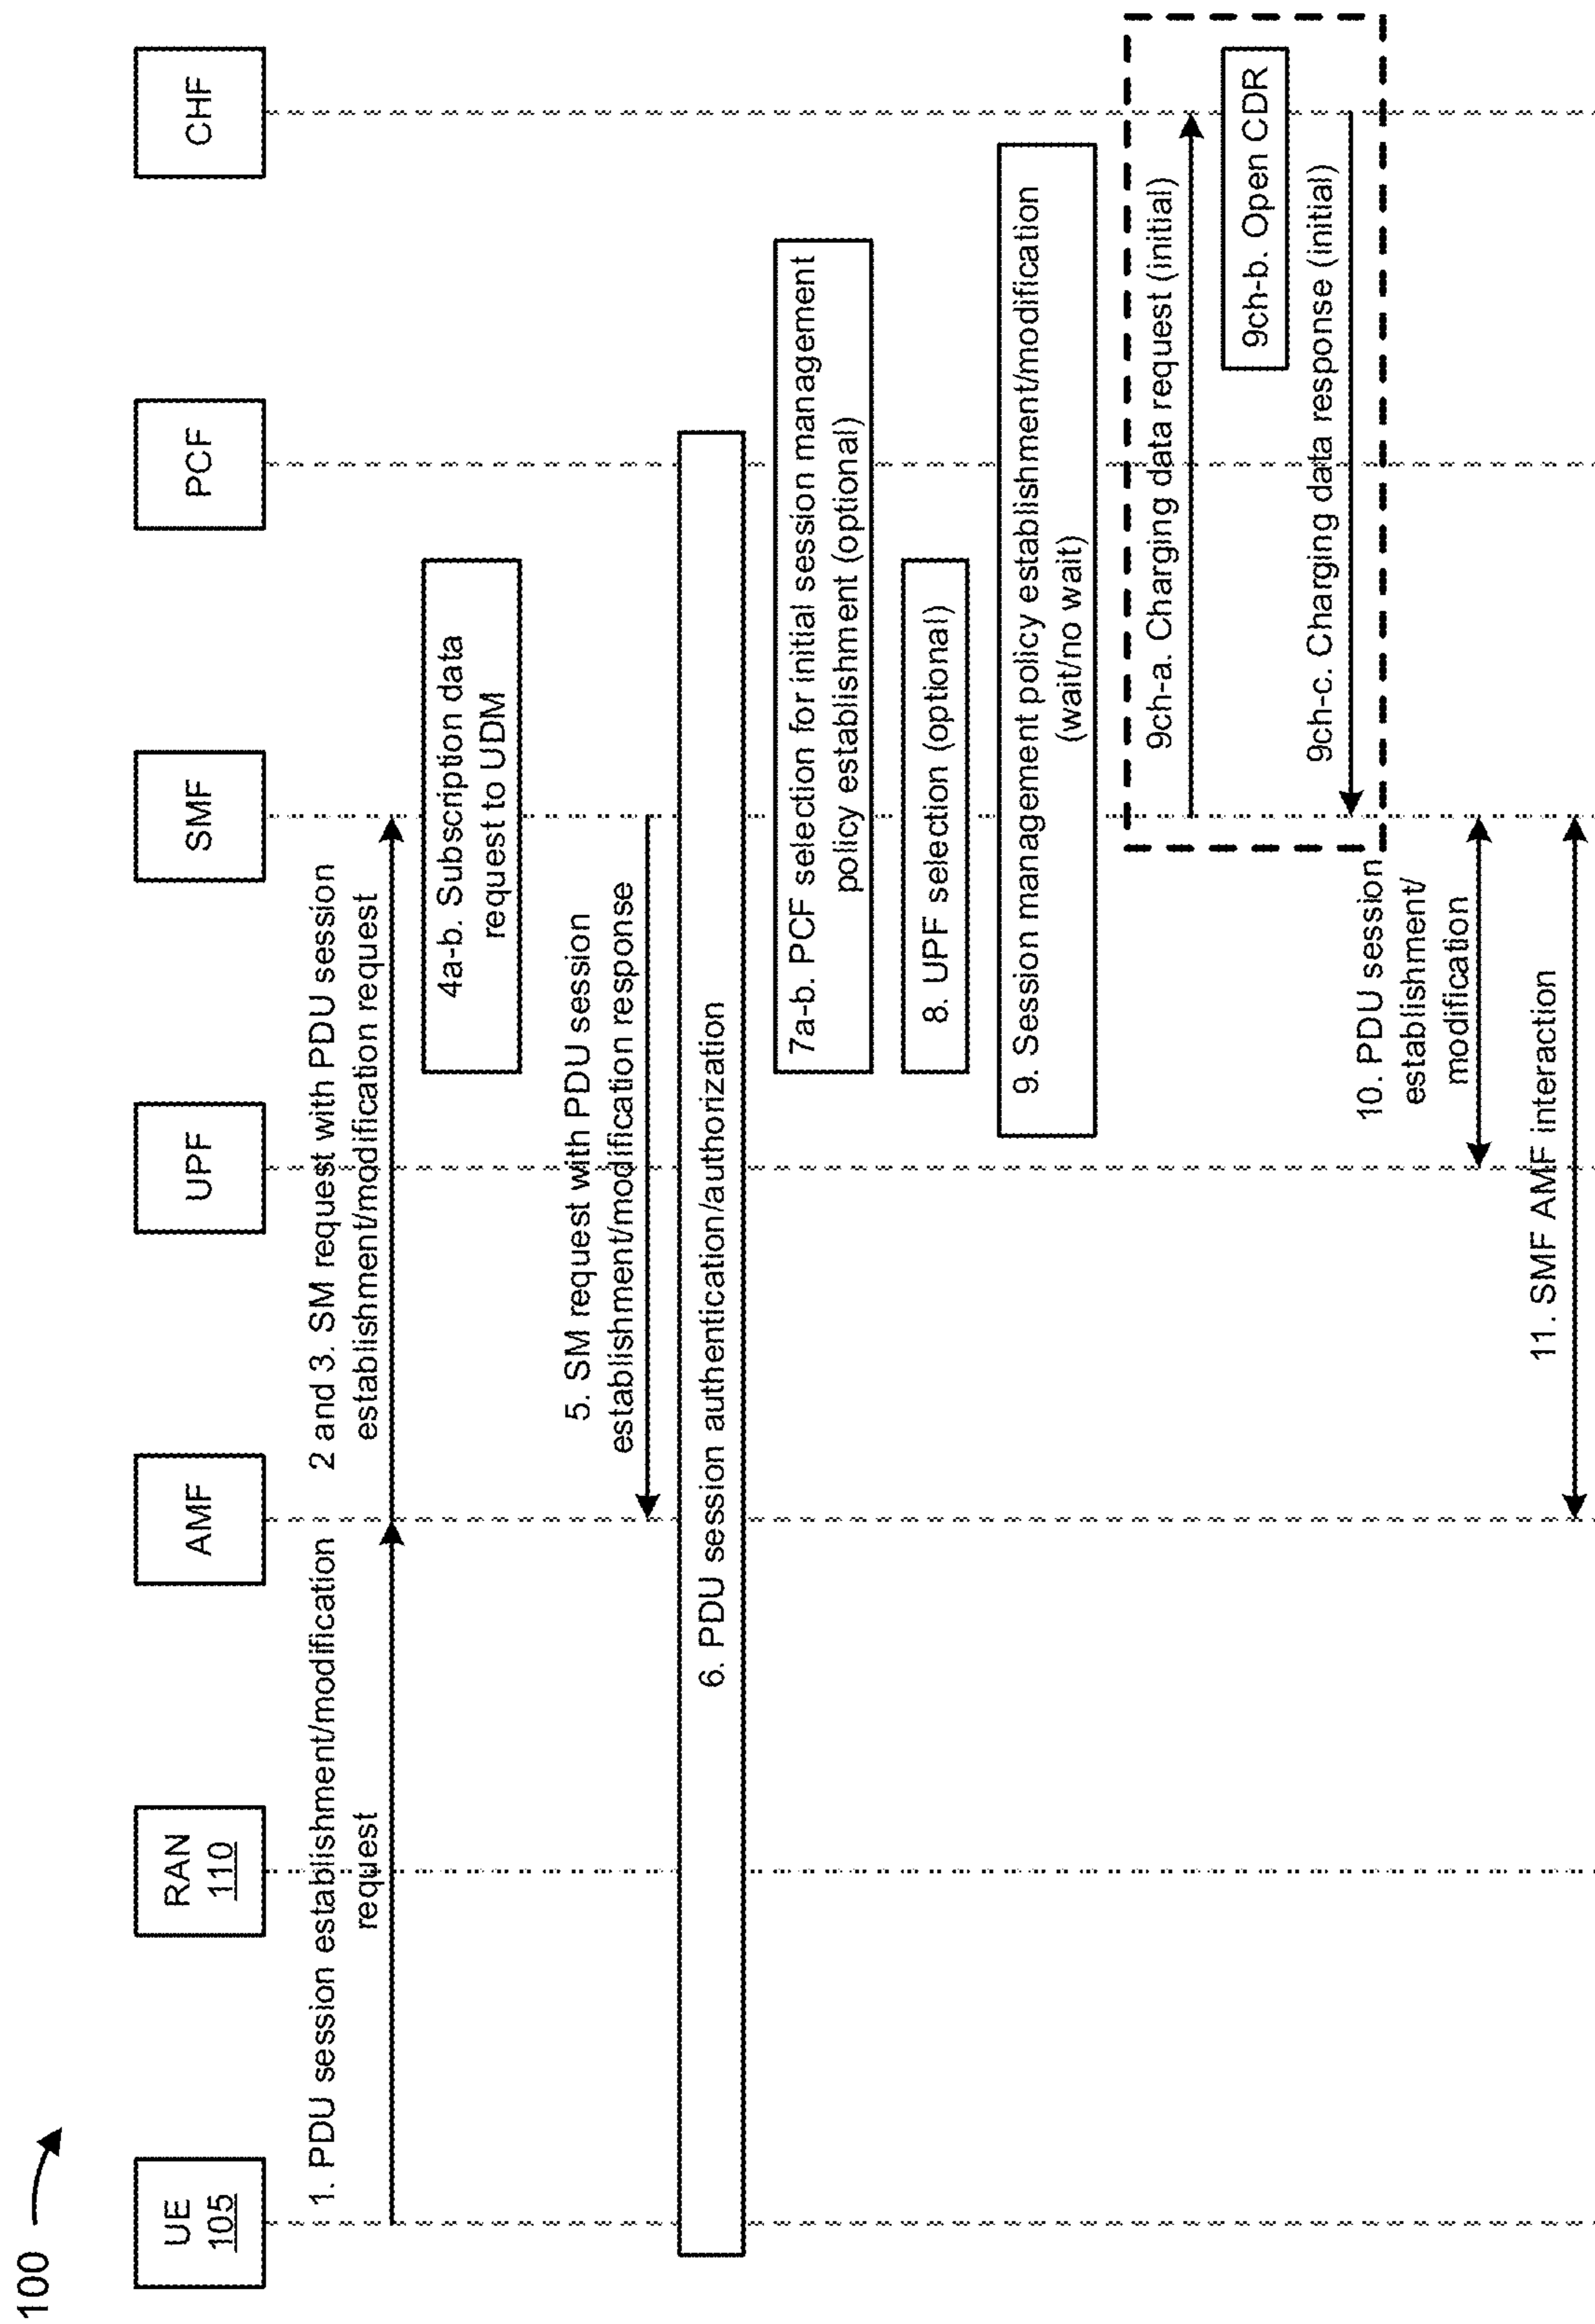 100
UE
105
RAN
110
AMF
UPF
SMF
PCF
CHF
1. PDU session establishment/modification
request
2 and 3. SM request with PDU session
establishment/modification request
4a-b. Subscription data
request to UDM
5. SM request with PDU session
establishment/modification response
6. PDU session authentication/authorization
7a-b. PCF selection for initial session management
policy establishment (optional)
8. UPF selection (optional)
9. Session management policy establishment/modification
(wait/no wait)
9ch-a. Charging data request (initial)
9ch-b. Open CDR
9ch-c. Charging data response (initial)
10. PDU session
establishment/
modification
11. SMF AMF interaction